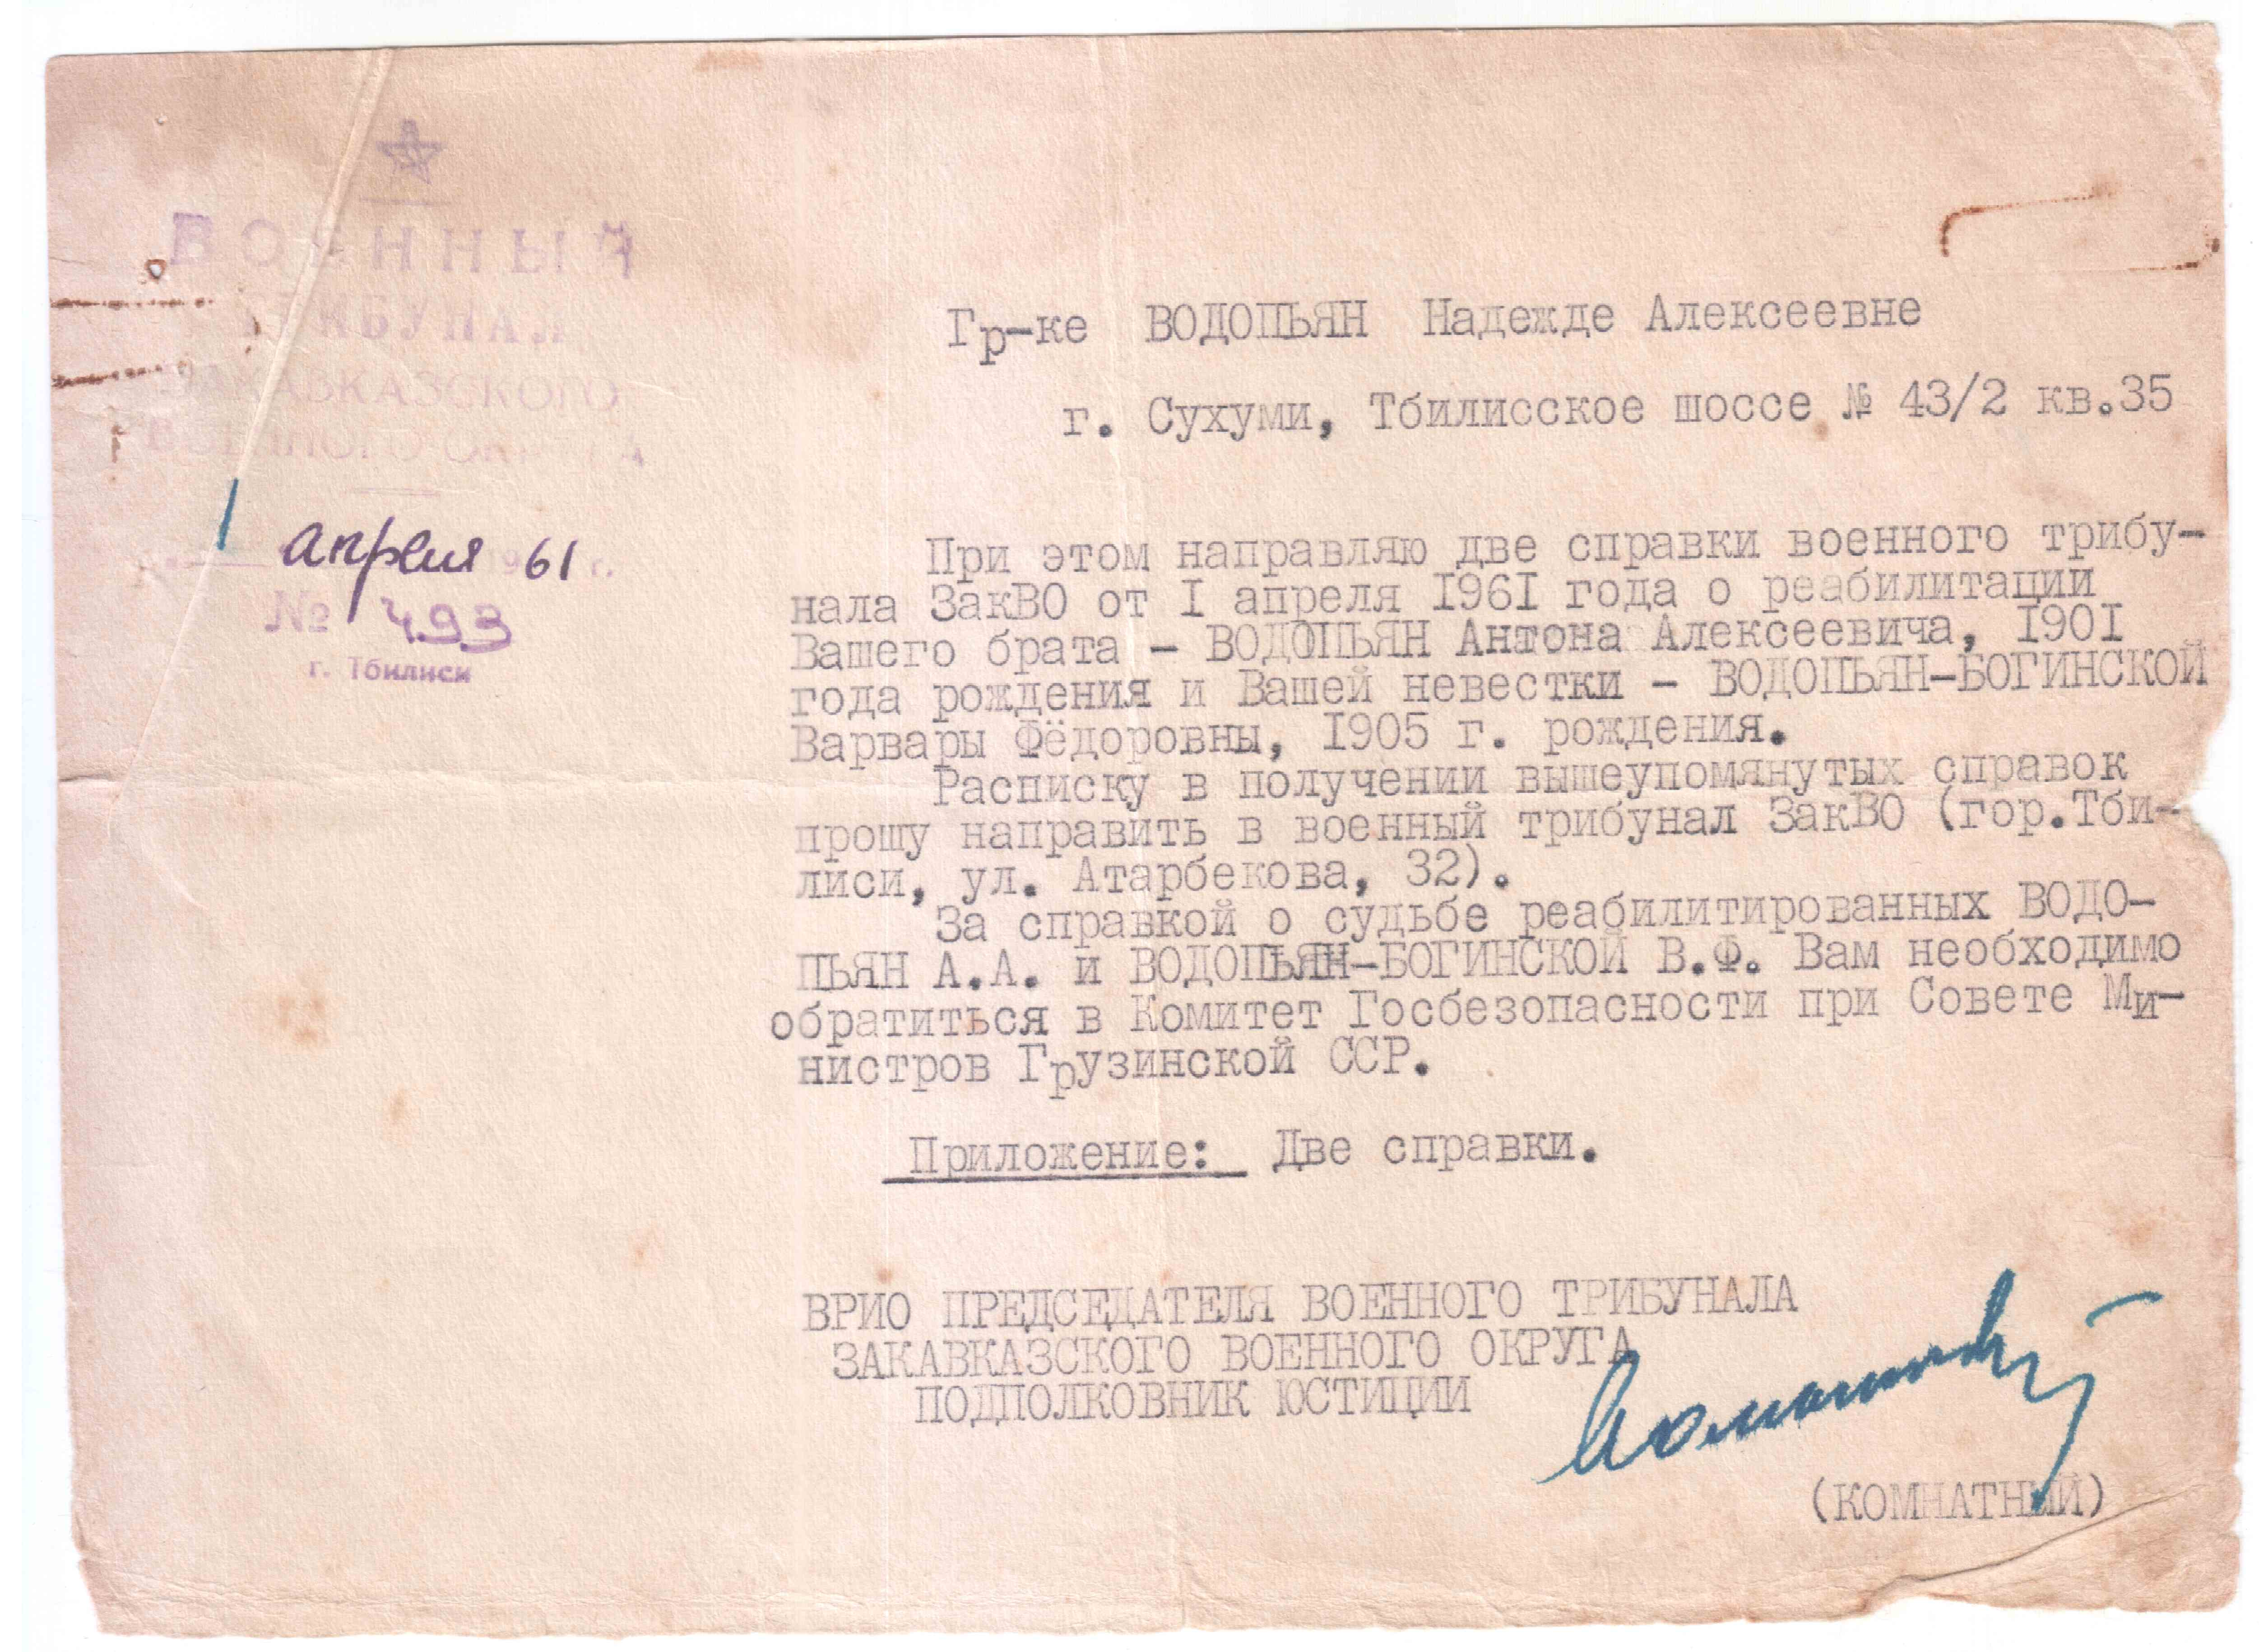 ВОЕННЫЙ
ТРИБУНАЛ
ЗАКАВКАЗСКОГО
ВОЕННОГО ОКРУГА
1 апреля 1961 г.
№ 493
г. Тбилиси
Гр-ке ВОДОПЬЯН Надежде Алексеевне
г. Сухуми, Тбилисское шоссе № 43/2 кв.35
При этом направляю две справки военного трибу-
нала ЗакВО от I апреля I96I года о реабилитации
Вашего брата - ВОДОПЬЯН Антона Алексеевича, I90I
года рождения и Вашей невестки - ВОДОПЬЯН-БОГИНСКОЙ
Варвары Фёдоровны, I905 г. рождения.
Расписку в получении вышеупомянутых справок
прошу направить в военный трибунал ЗакВО (гор.Тби-
лиси, ул. Атарбекова, 32).
За справкой о судьбе реабилитированных ВОДО-
ПЬЯН А.А. и ВОДОПЬЯН-БОГИНСКОЙ В.Ф. Вам необходимо
обратиться в Комитет Госбезопасности при Совете Ми-
нистров Грузинской ССР.
Приложение: Две справки.
ВРИО ПРЕДСЕДАТЕЛЯ ВОЕННОГО ТРИБУНАЛА
ЗАКАВКАЗСКОГО ВОЕННОГО ОКРУГА
ПОДПОЛКОВНИК ЮСТИЦИИ
(КОМНАТНЫЙ)